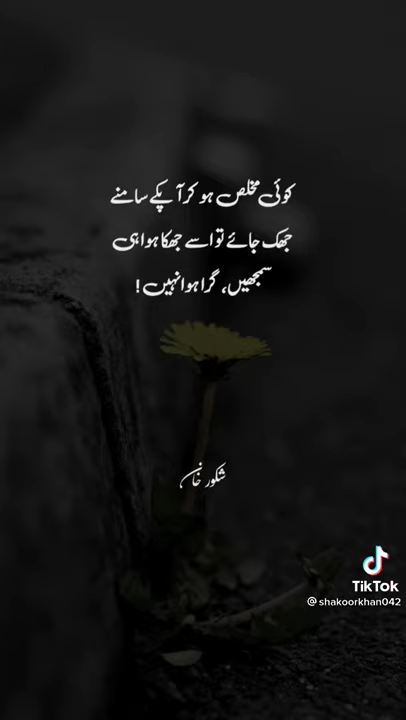 کوئی مخلص ہو کر آپکے سامنے
جھک جائے تو اسے جھکا ہوا ہی
سمجھیں، گرا ہوا نہیں!
شکور خان
TikTok
@shakoorkhan042